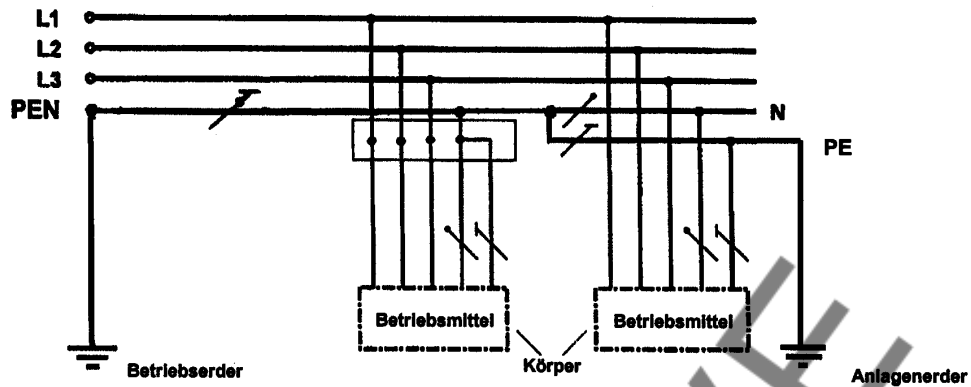 L1
L2
L3
PEN
N
PE
Betriebsmittel
Betriebsmittel
Körper
Betriebserder
Anlagenerder